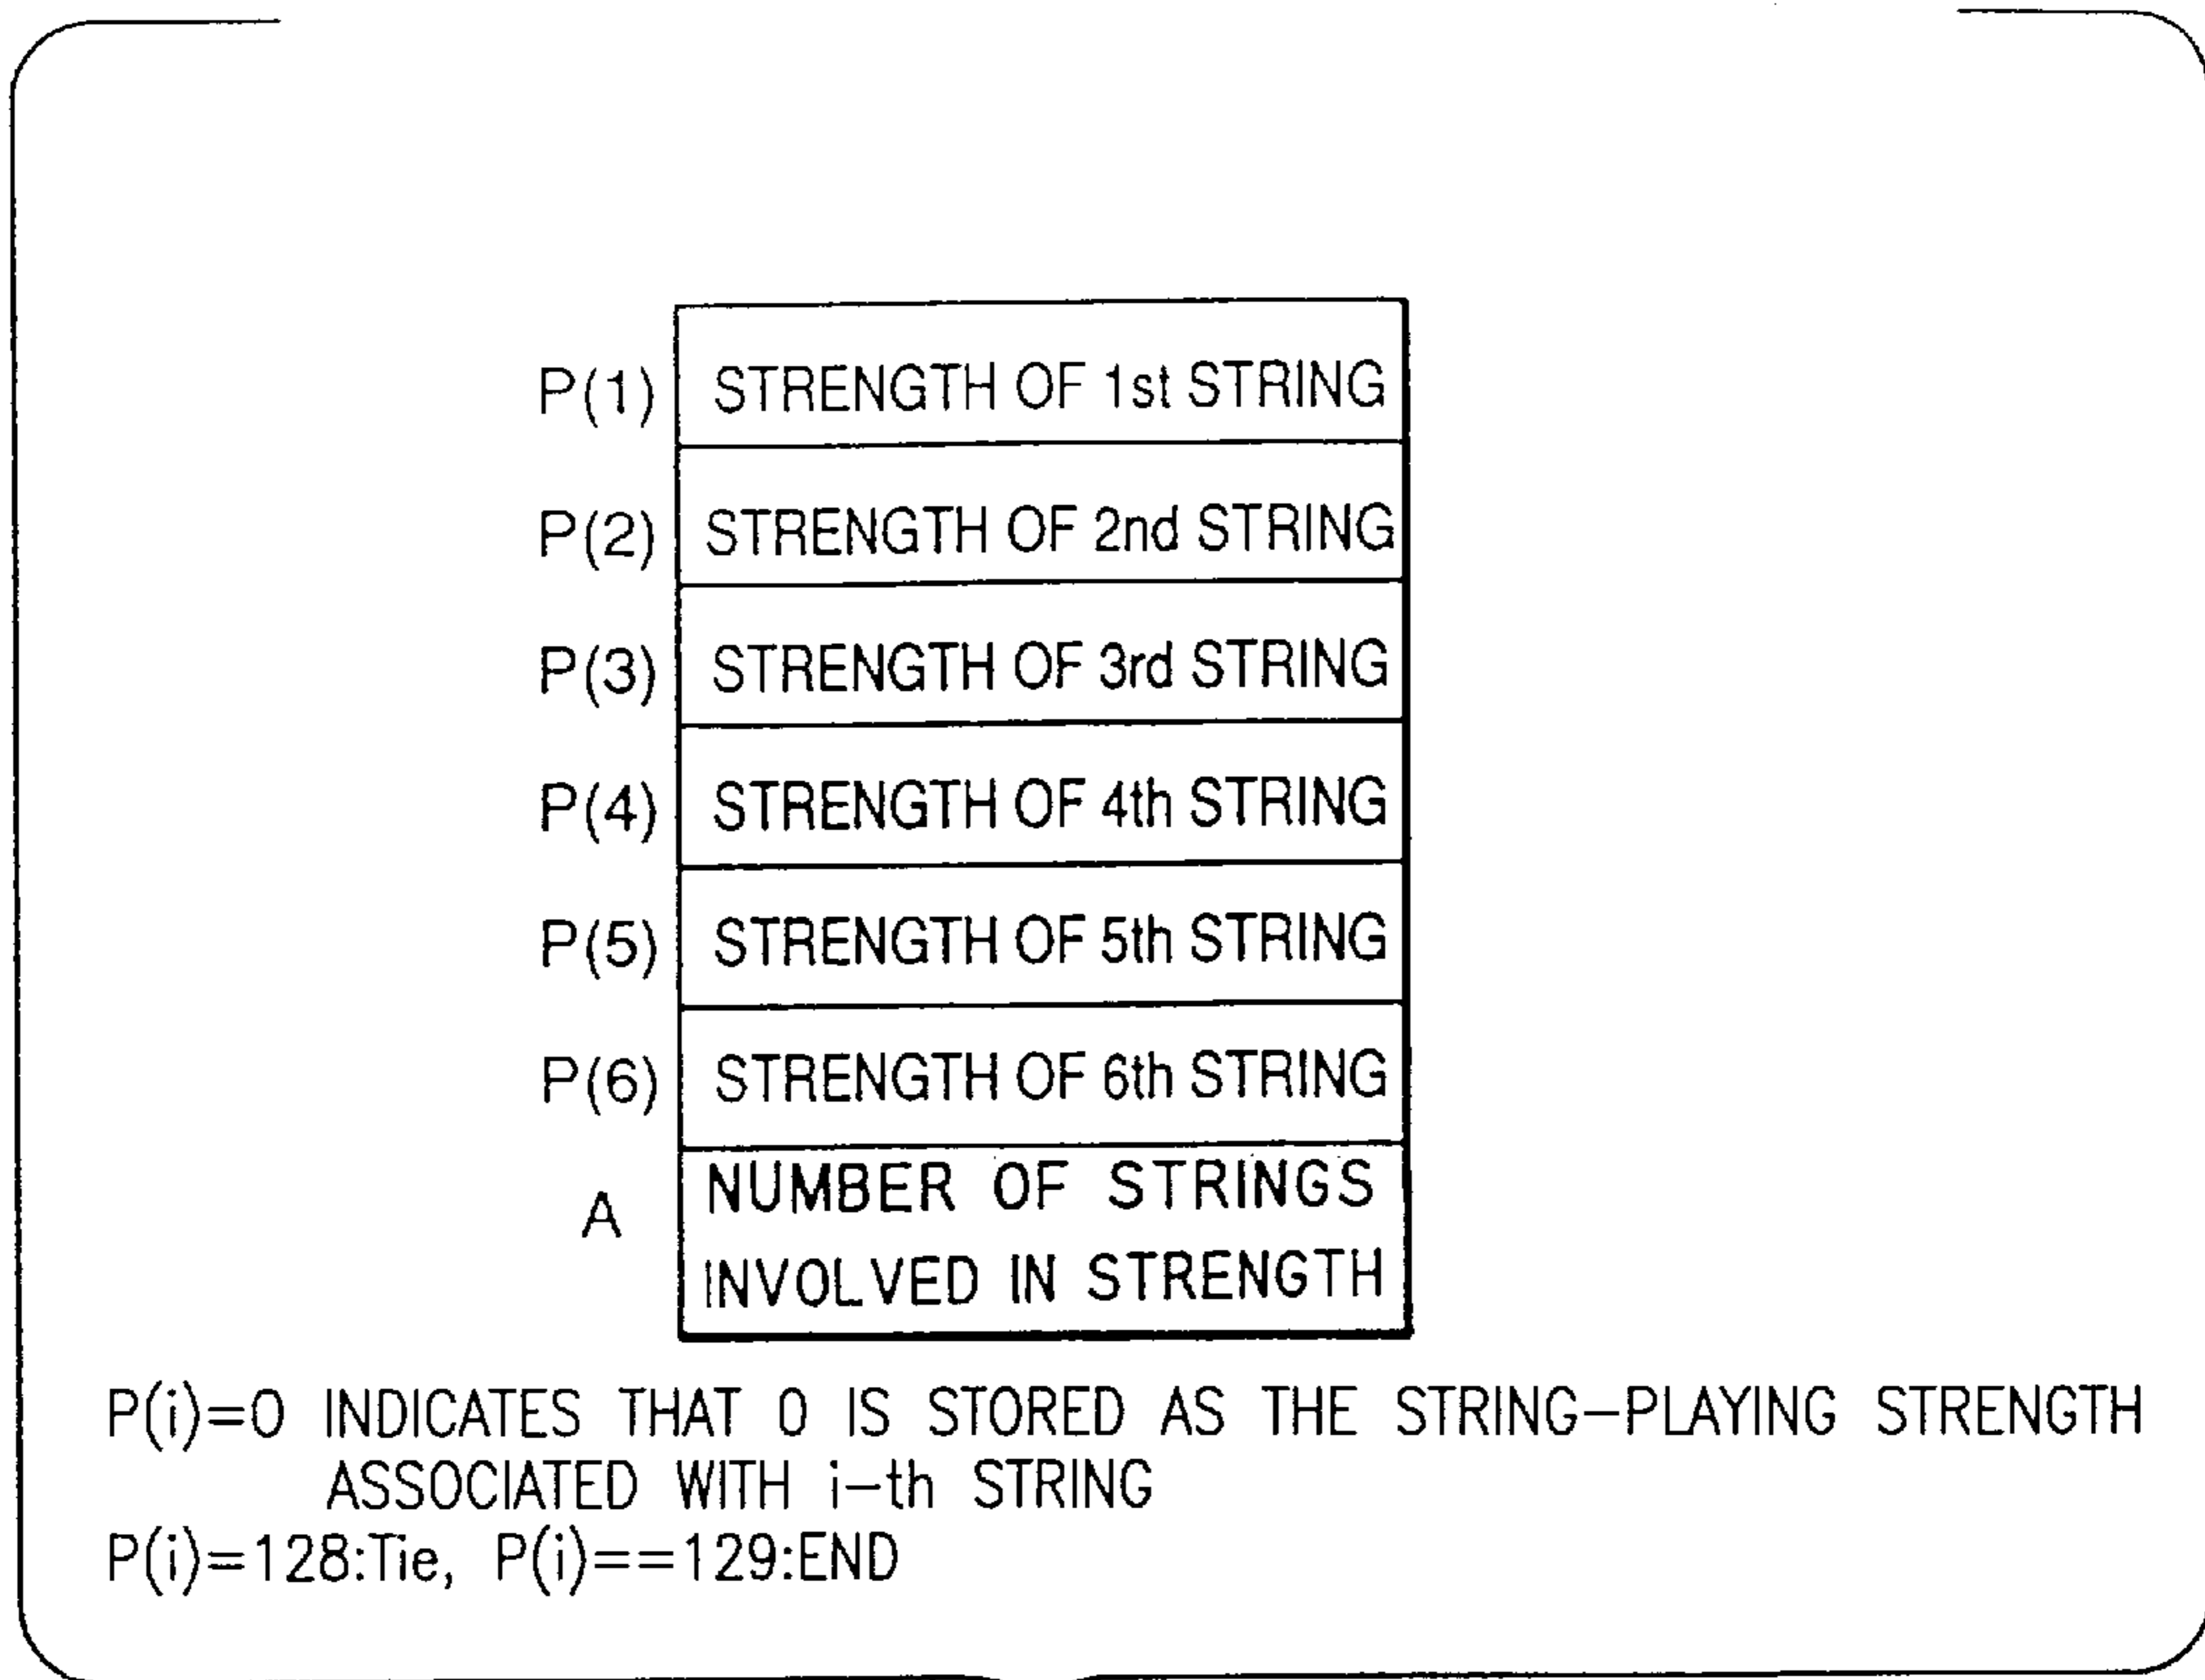 P(1) STRENGTH OF 1st STRING
P(2) STRENGTH OF 2nd STRING
P(3) STRENGTH OF 3rd STRING
P(4) STRENGTH OF 4th STRING
P(5) STRENGTH OF 5th STRING
P(6) STRENGTH OF 6th STRING
A NUMBER OF STRINGS
INVOLVED IN STRENGTH
P(i)=0 INDICATES THAT 0 IS STORED AS THE STRING-PLAYING STRENGTH
ASSOCIATED WITH i-th STRING
P(i)=128:Tie, P(i)==129:END